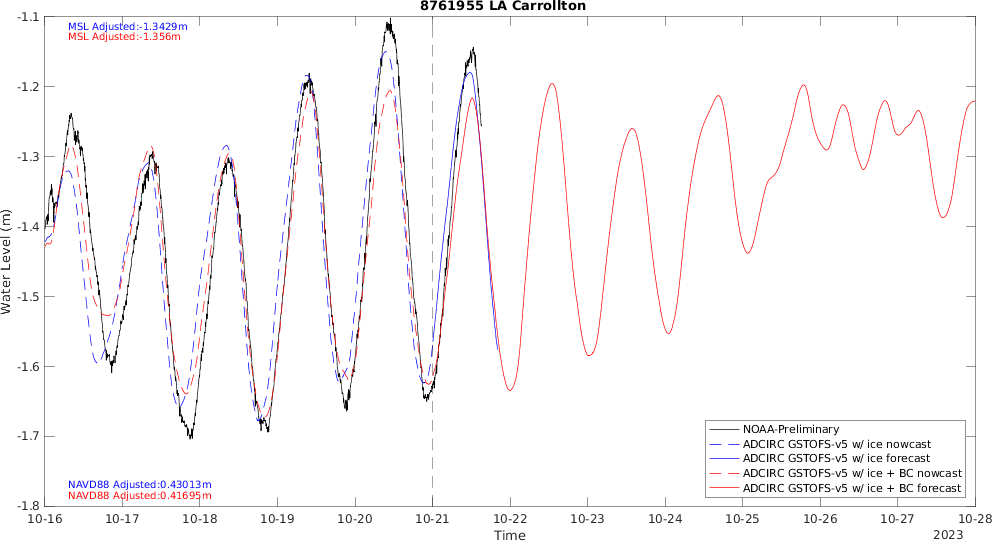 8761955 LA Carrollton
-1.1
MSL Adjusted:-1.3429m
MSL Adjusted:-1.356m
-1.2
-1.3
-1.4
Water Level (m)
-1.5
-1.6
-1.7
NOAA-Preliminary
ADCIRC GSTOFS-v5 w/ ice nowcast
ADCIRC GSTOFS-v5 w/ ice forecast
ADCIRC GSTOFS-v5 w/ ice + BC nowcast
ADCIRC GSTOFS-v5 w/ ice + BC forecast
NAVD88 Adjusted:0.43013m
NAVD88 Adjusted:0.41695m
-1.8
10-16 10-17 10-18 10-19 10-20 10-21 10-22 10-23 10-24 10-25 10-26 10-27 10-28
Time
2023